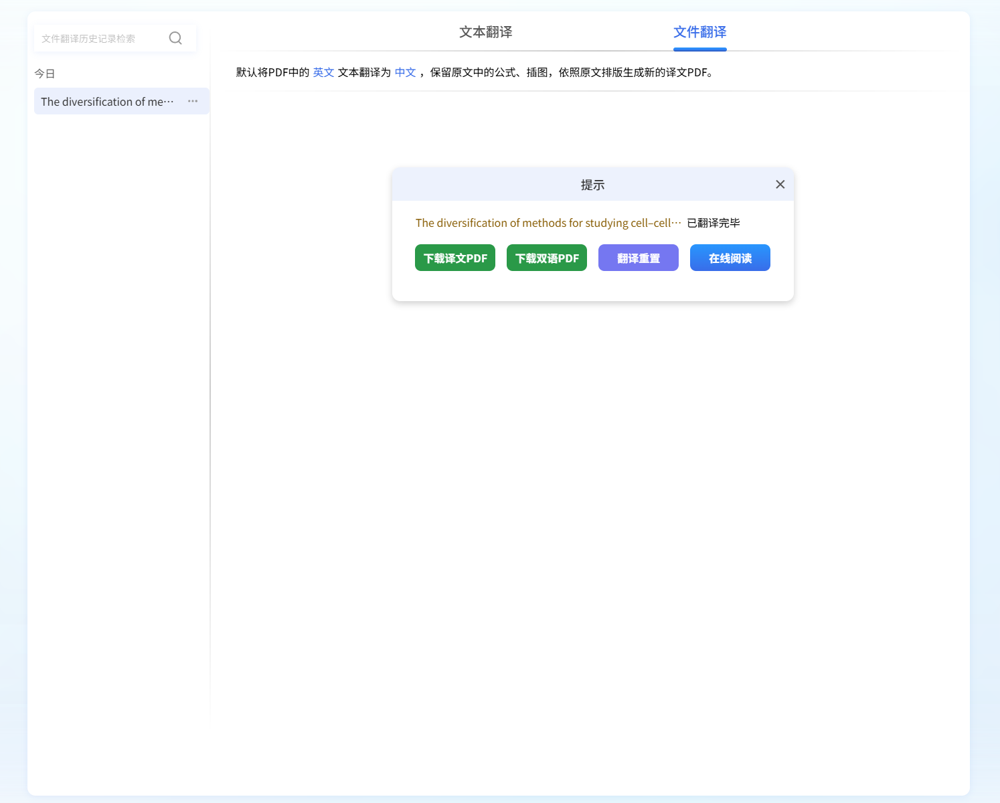 文件翻译历史记录检索
今日
The diversification of me···
文本翻译
文件翻译
默认将PDF中的 英文 文本翻译为 中文 ，保留原文中的公式、插图，依照原文排版生成新的译文PDF。
提示
The diversification of methods for studying cell–cell··· 已翻译完毕
下载译文PDF
下载双语PDF
翻译重置
在线阅读